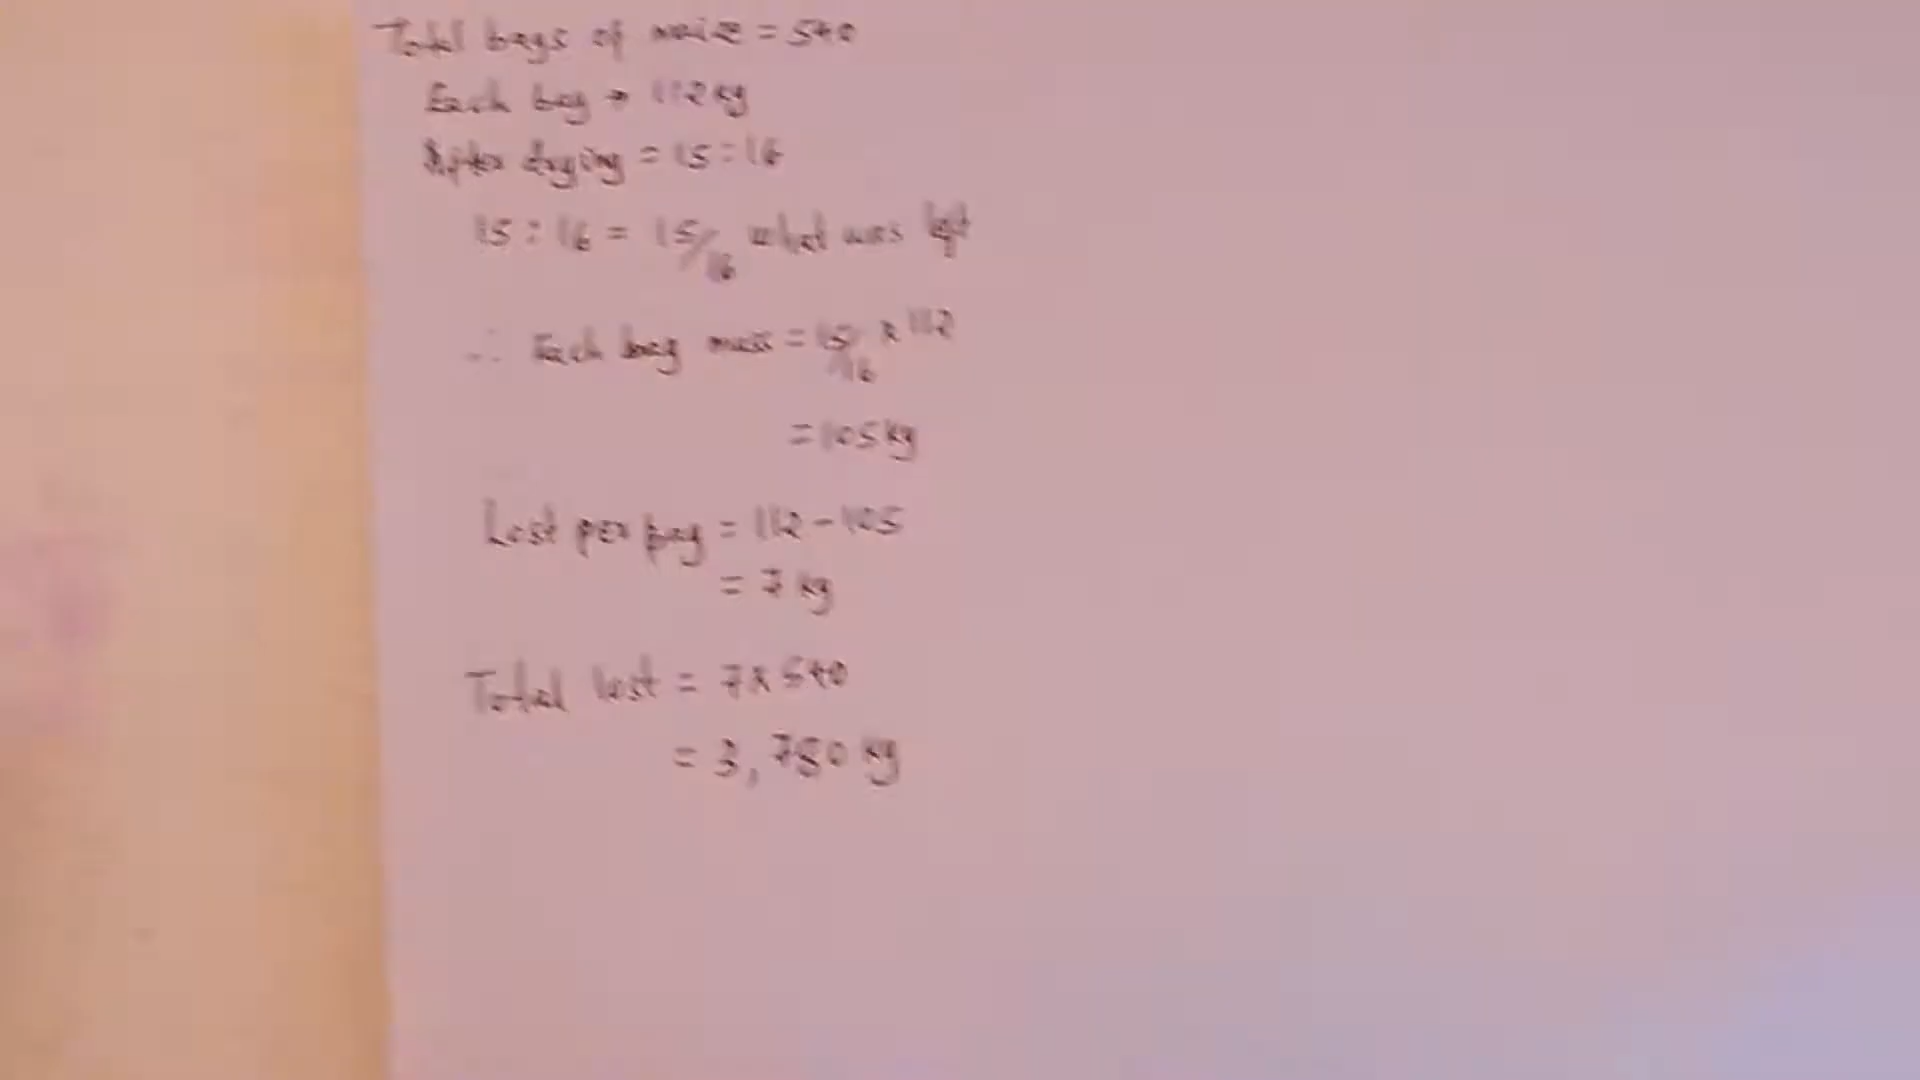 Total bags of maize = 540
Each bag → 112 kg
After drying = 15 : 16
15 : 16 = 15/16 what was left
∴ Each bag mass = 15/16 x 112
= 105 kg
Lost per bag = 112 - 105
= 7 kg
Total lost = 7 x 540
= 3,780 kg